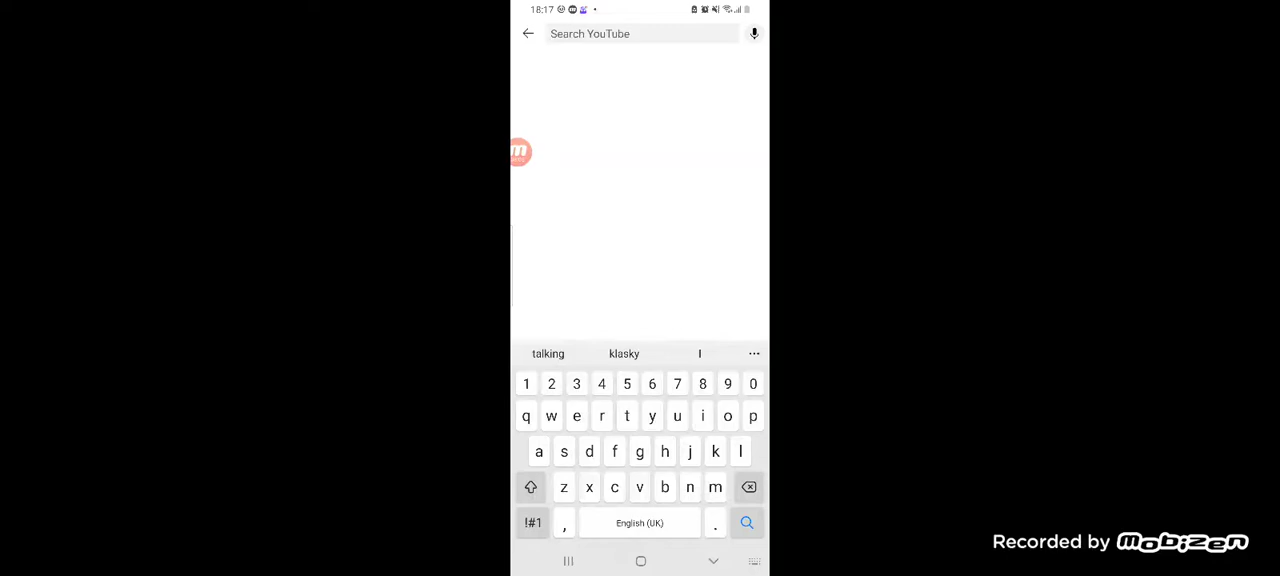 18:17
Search YouTube
m
talking klasky I ...
1 2 3 4 5 6 7 8 9 0
q w e r t y u i o p
a s d f g h j k l
z x c v b n m
!#1 , English (UK) .
Recorded by mobizen